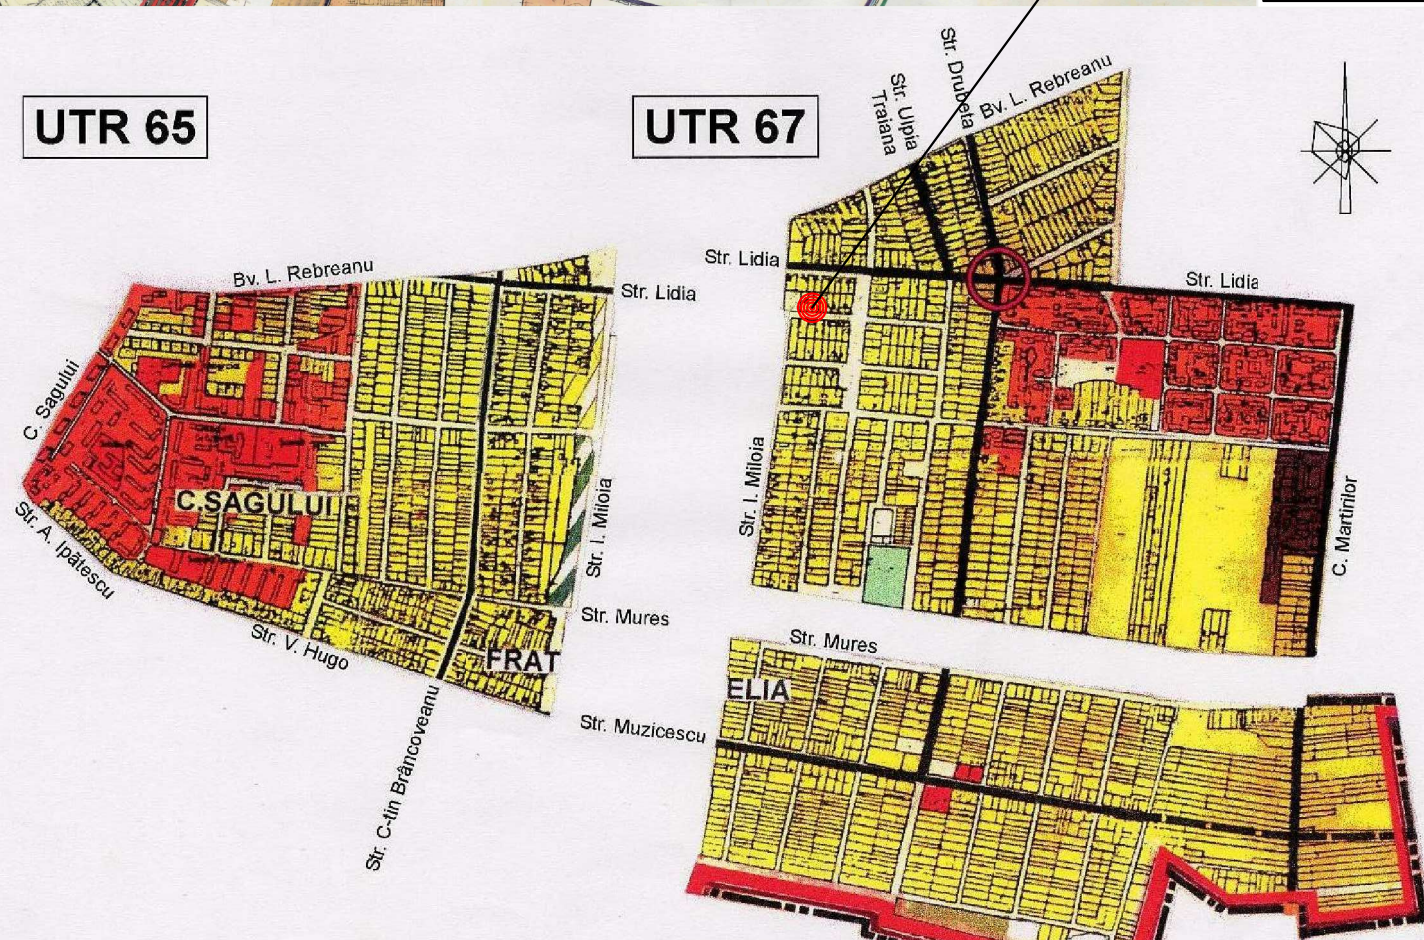 UTR 65
UTR 67
Str. Drubeta
Bv. L. Rebreanu
Str. Ulpia
Traiana
Str. Lidia
Str. Lidia
Bv. L. Rebreanu
Str. Lidia
C. Sagului
C.SAGULUI
Str. I. Miloia
Str. I. Miloia
C. Martirilor
Str. A. Ipătescu
Str. V. Hugo
Str. Mures
Str. Mures
FRAT
ELIA
Str. Muzicescu
Str. C-tin Brâncoveanu